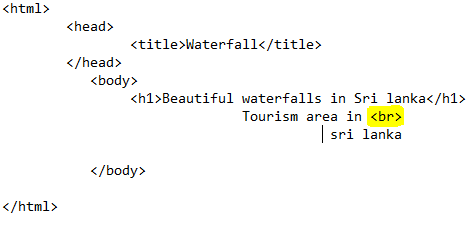 <html>
<head>
<title>Waterfall</title>
</head>
<body>
<h1>Beautiful waterfalls in Sri lanka</h1>
Tourism area in <br>
sri lanka
</body>
</html>